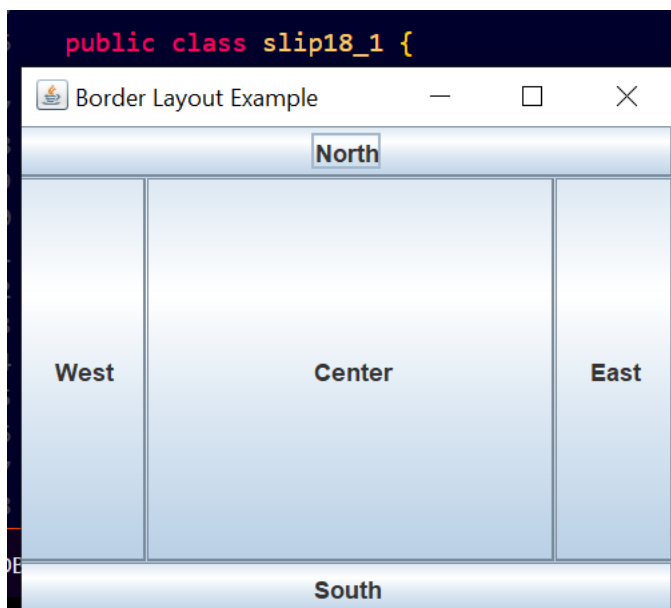 public class slip18_1 {
Border Layout Example
North
West Center East
South